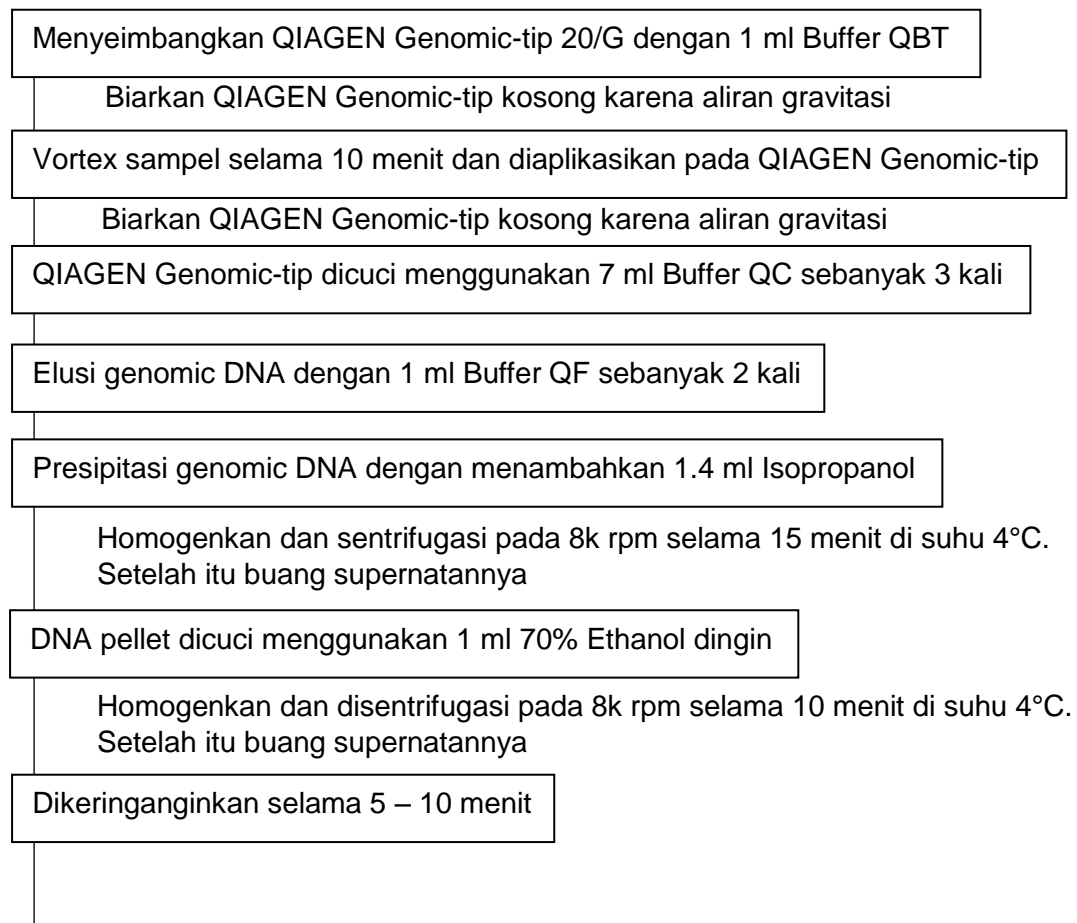 Menyeimbangkan QIAGEN Genomic-tip 20/G dengan 1 ml Buffer QBT
Biarkan QIAGEN Genomic-tip kosong karena aliran gravitasi
Vortex sampel selama 10 menit dan diaplikasikan pada QIAGEN Genomic-tip
Biarkan QIAGEN Genomic-tip kosong karena aliran gravitasi
QIAGEN Genomic-tip dicuci menggunakan 7 ml Buffer QC sebanyak 3 kali
Elusi genomic DNA dengan 1 ml Buffer QF sebanyak 2 kali
Presipitasi genomic DNA dengan menambahkan 1.4 ml Isopropanol
Homogenkan dan sentrifugasi pada 8k rpm selama 15 menit di suhu 4°C.
Setelah itu buang supernatannya
DNA pellet dicuci menggunakan 1 ml 70% Ethanol dingin
Homogenkan dan disentrifugasi pada 8k rpm selama 10 menit di suhu 4°C.
Setelah itu buang supernatannya
Dikeringanginkan selama 5 – 10 menit